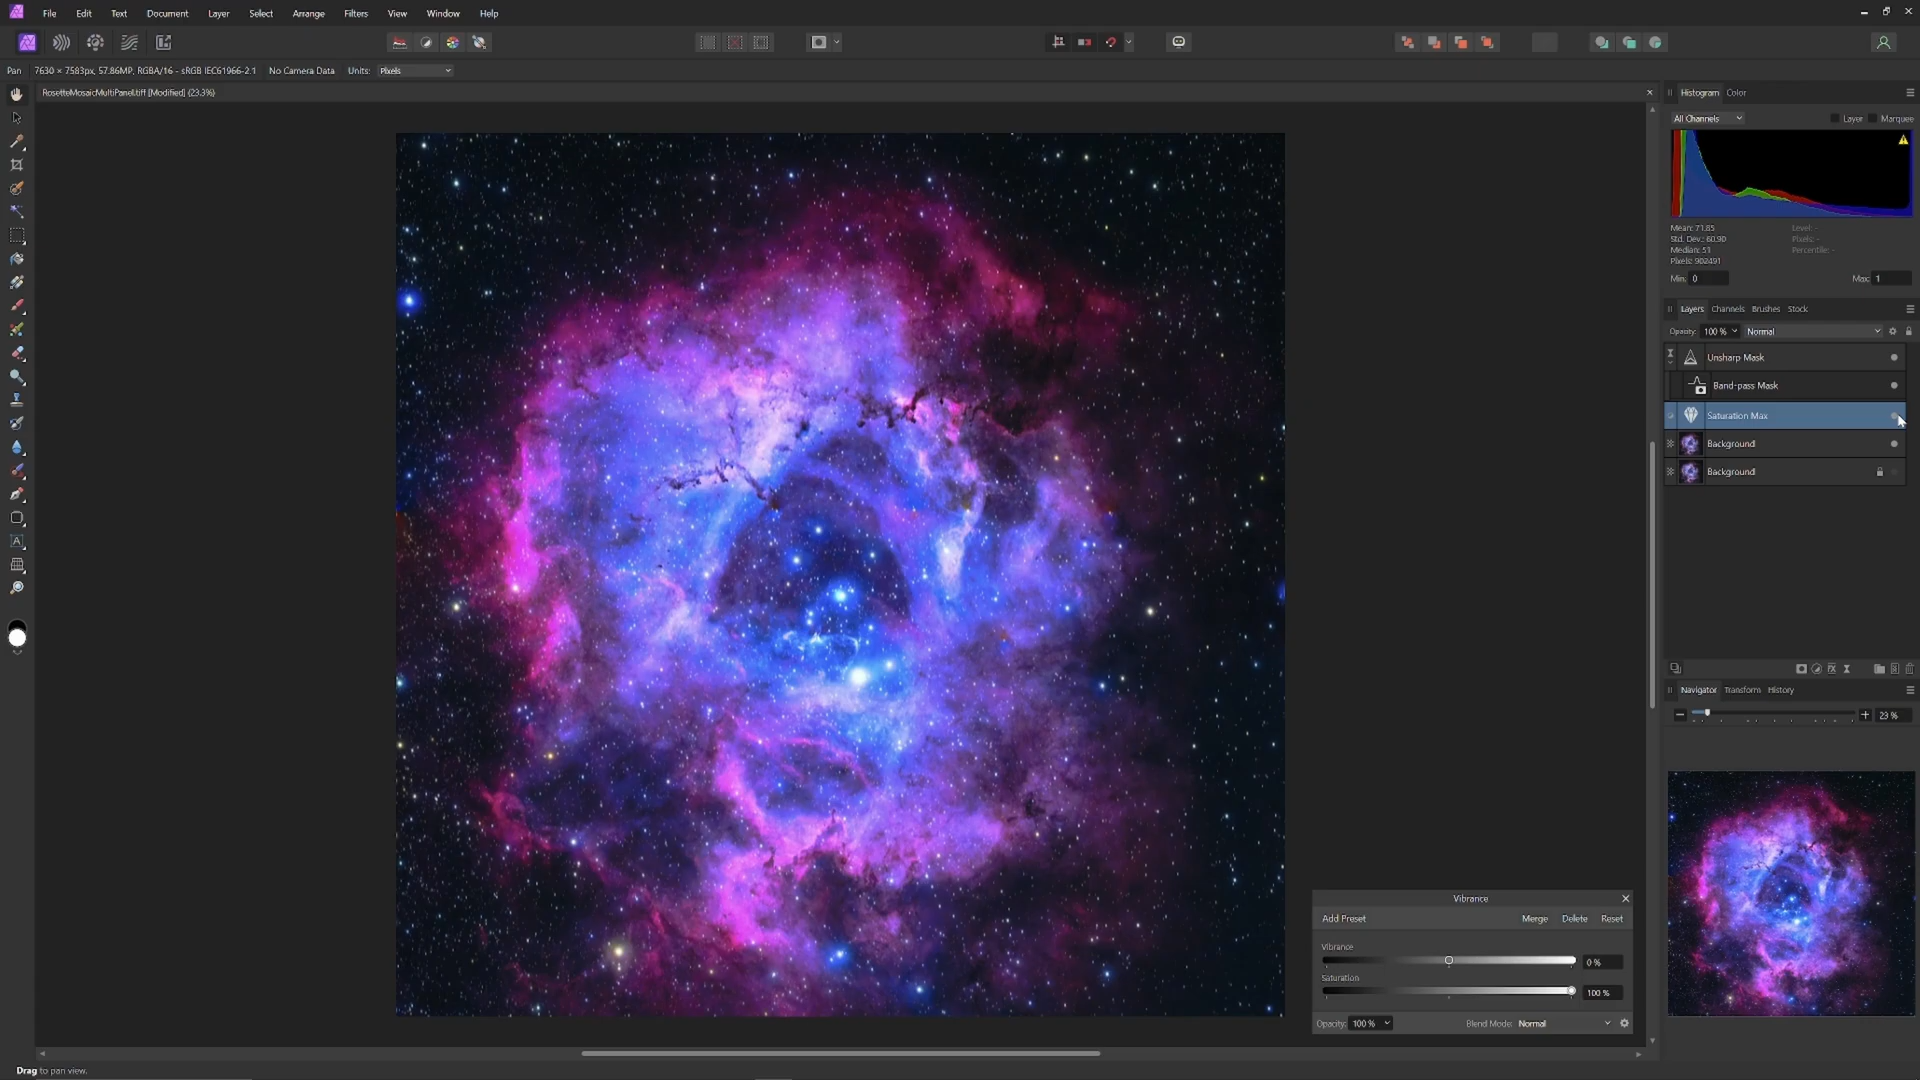 File Edit Text Document Layer Select Arrange Filters View Window Help
Pan 7630 × 7583px, 57.86MP, RGBA/16 - sRGB IEC61966-2.1 No Camera Data Units: Pixels
RosetteMosaicMultiPanel.tiff [Modified] (23.3%)
Histogram Color
All Channels Layer Marquee
Mean: 71.85 Level: -
Std. Dev.: 60.90 Pixels: -
Median: 51 Percentile: -
Pixels: 902491
Min: 0 Max: 1
Layers Channels Brushes Stock
Opacity: 100 % Normal
Unsharp Mask
Band-pass Mask
Saturation Max
Background
Background
Navigator Transform History
23 %
Vibrance
Add Preset Merge Delete Reset
Vibrance
0 %
Saturation
100 %
Opacity: 100 % Blend Mode: Normal
Drag to pan view.